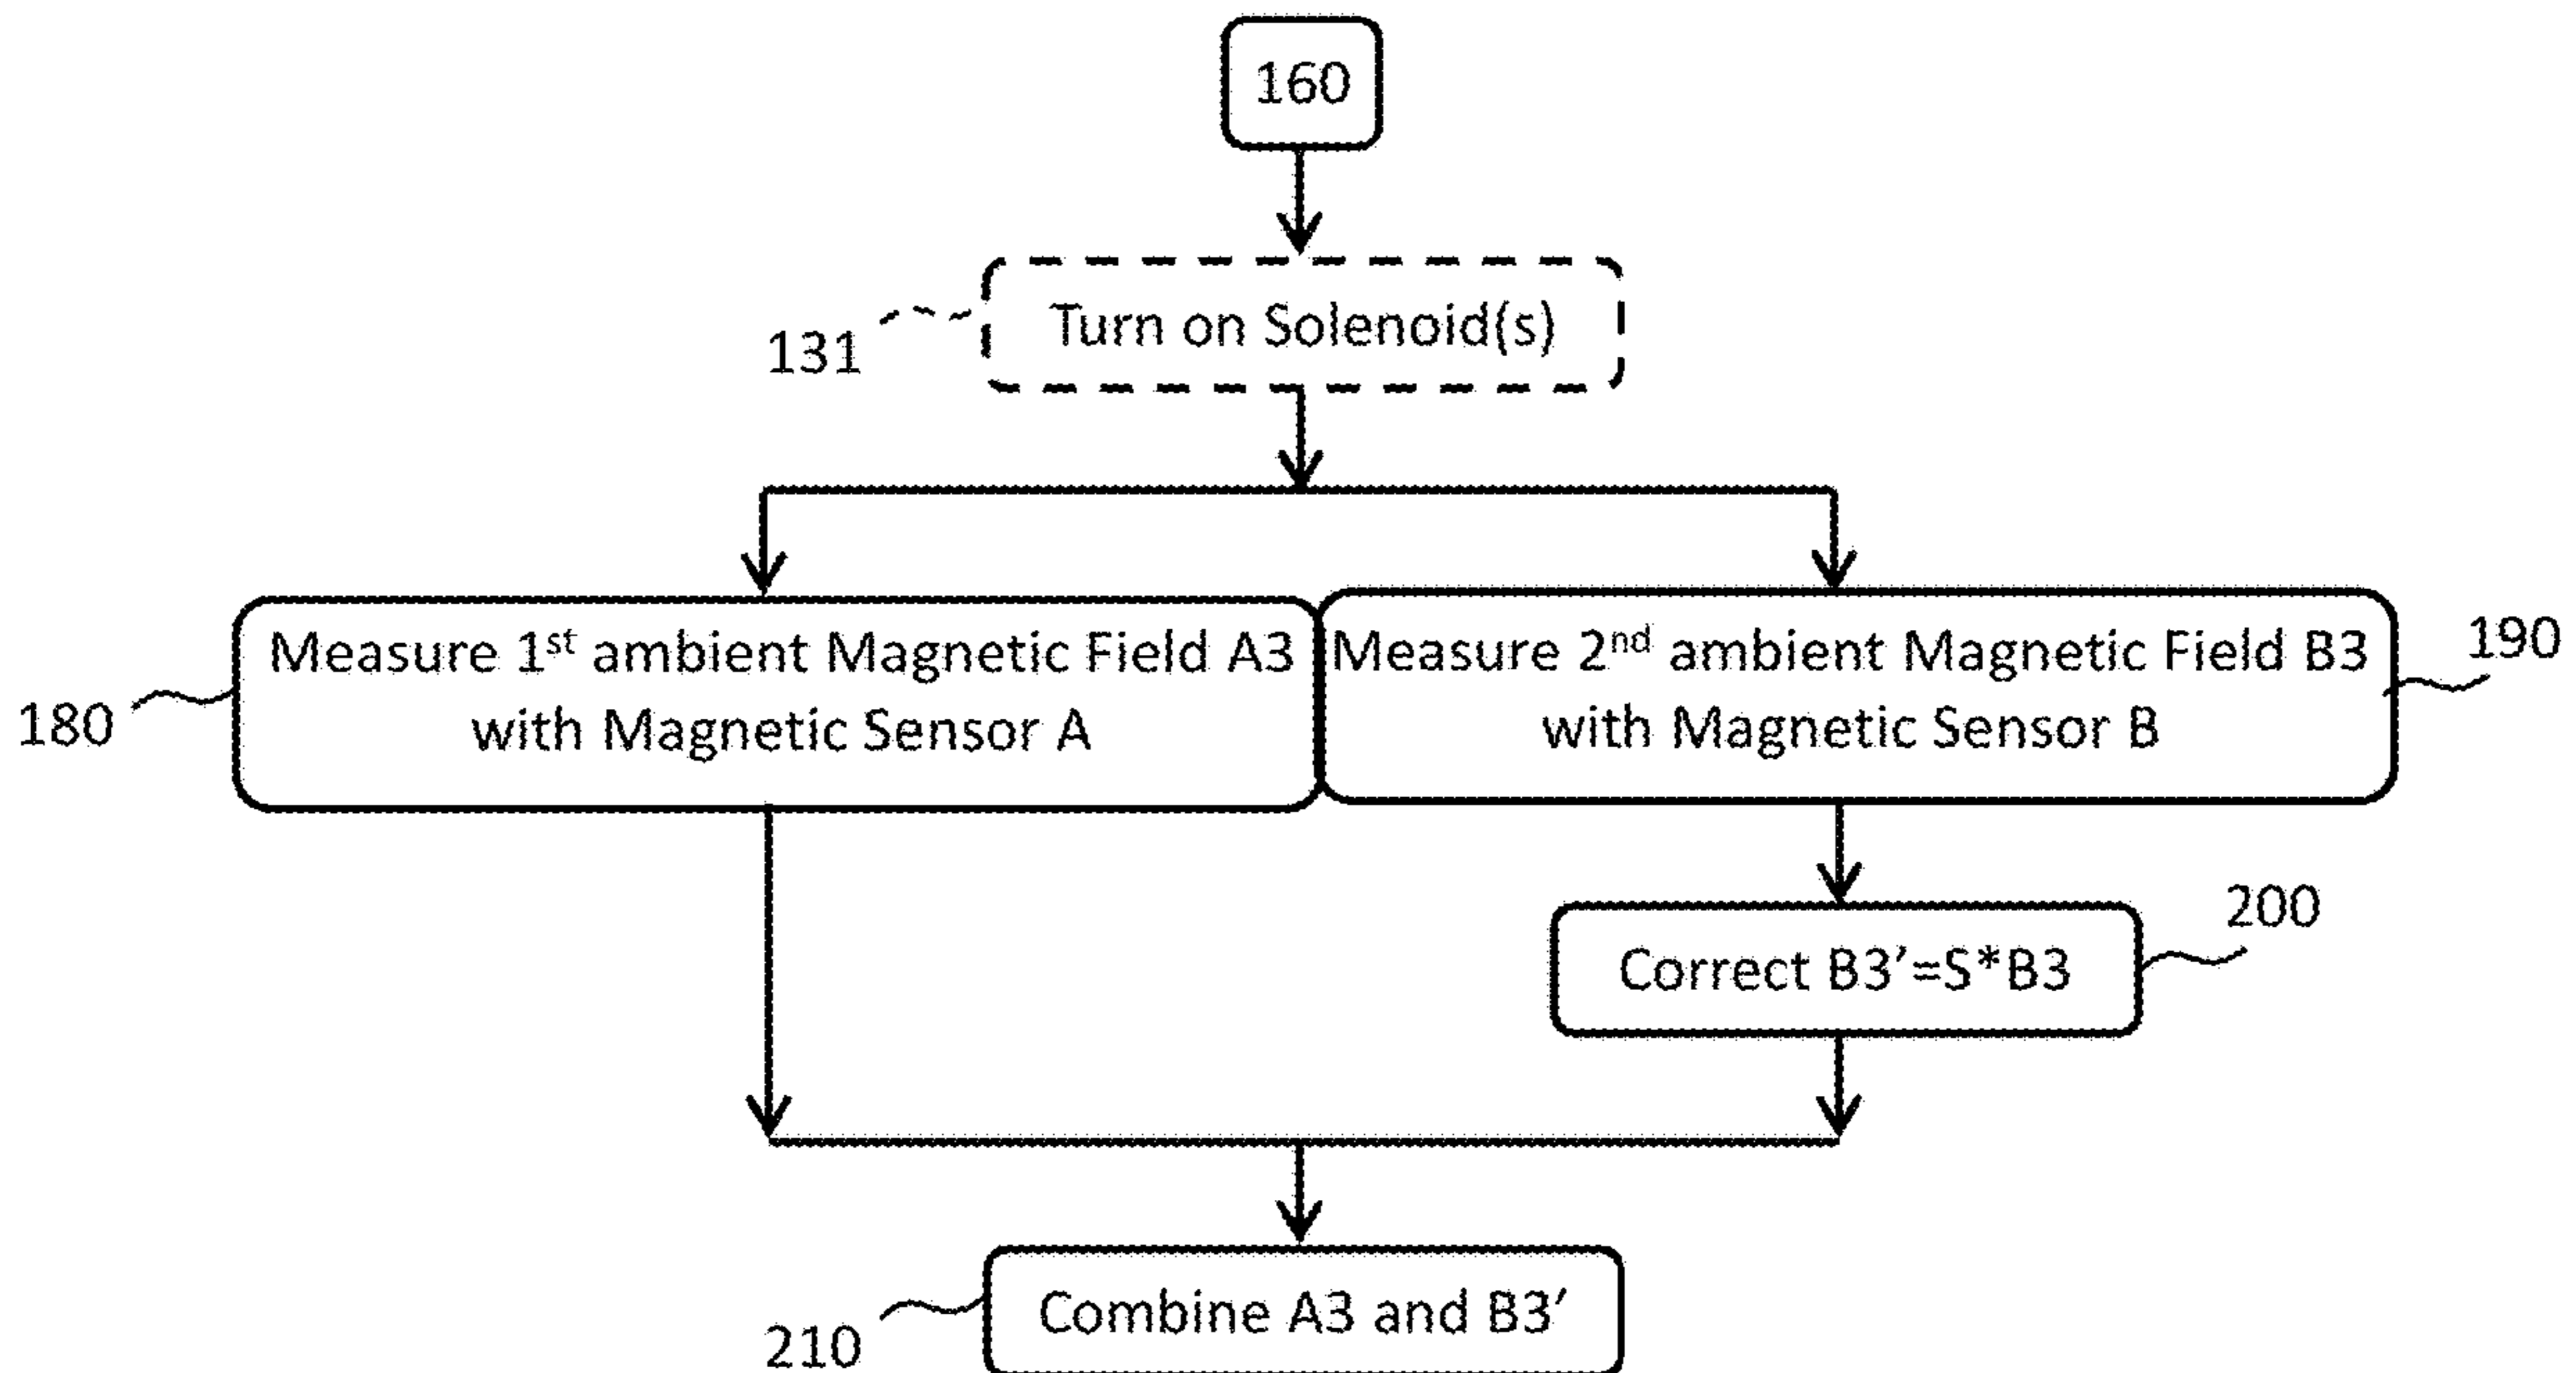 160
Turn on Solenoid(s)
131
Measure 1st ambient Magnetic Field A3
with Magnetic Sensor A
180
Measure 2nd ambient Magnetic Field B3
with Magnetic Sensor B
190
Correct B3′=S*B3
200
Combine A3 and B3′
210